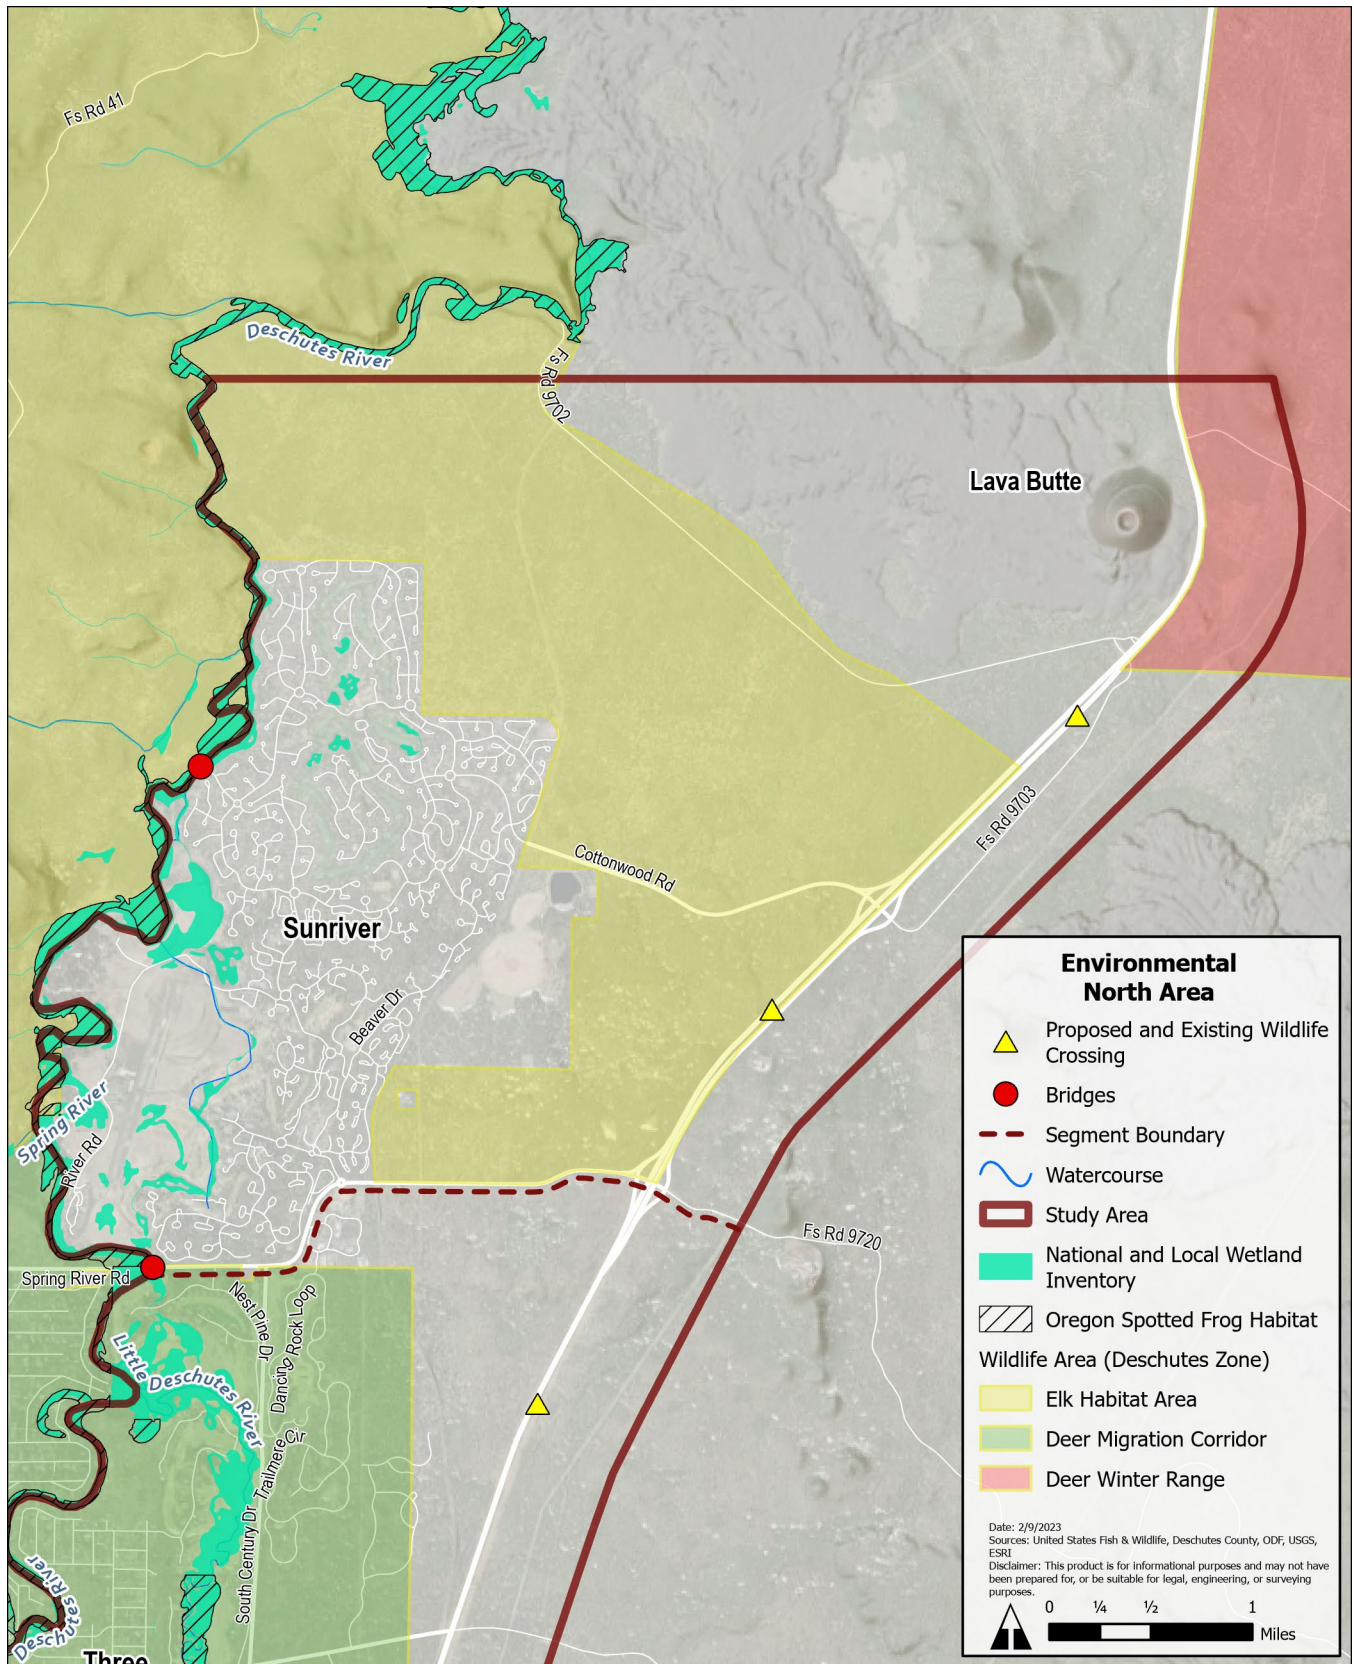 Fs Rd 41
Deschutes River
Fs Rd 9702
Lava Butte
Fs Rd 9703
Cottonwood Rd
Sunriver
Beaver Dr
Spring River
River Rd
Fs Rd 9720
Spring River Rd
Nest Pine Dr
Dancing Rock Loop
Little Deschutes River
Trailmere Cir
South Century Dr
Deschutes River
Three
Environmental
North Area
Proposed and Existing Wildlife
Crossing
Bridges
Segment Boundary
Watercourse
Study Area
National and Local Wetland
Inventory
Oregon Spotted Frog Habitat
Wildlife Area (Deschutes Zone)
Elk Habitat Area
Deer Migration Corridor
Deer Winter Range
Date: 2/9/2023
Sources: United States Fish & Wildlife, Deschutes County, ODF, USGS,
ESRI
Disclaimer: This product is for informational purposes and may not have
been prepared for, or be suitable for legal, engineering, or surveying
purposes.
0 ¼ ½ 1
Miles